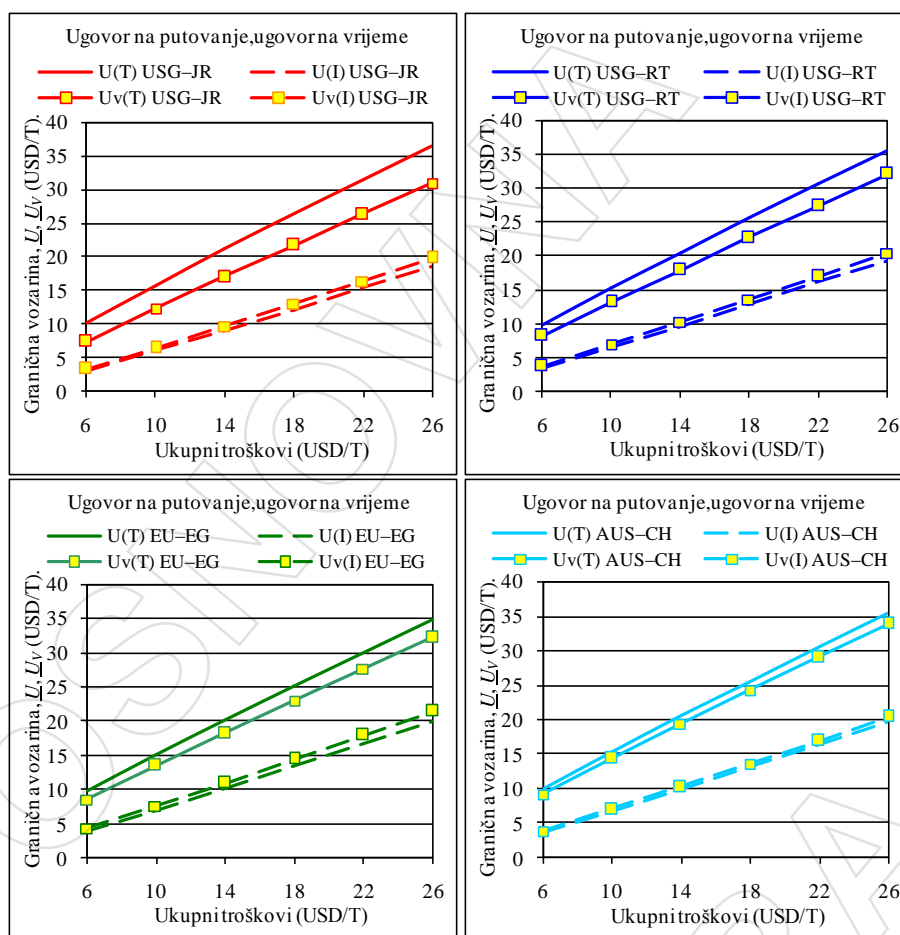 Ugovor na putovanje,ugovor na vrijeme
U(T) USG–JR U(I) USG–JR
Uv(T) USG–JR Uv(I) USG–JR
Granična vozarina, U, U_V (USD/T).
40
35
30
25
20
15
10
5
0
6 10 14 18 22 26
Ukupni troškovi (USD/T)
Ugovor na putovanje,ugovor na vrijeme
U(T) USG–RT U(I) USG–RT
Uv(T) USG–RT Uv(I) USG–RT
Granična vozarina, U, U_V (USD/T).
40
35
30
25
20
15
10
5
0
6 10 14 18 22 26
Ukupni troškovi (USD/T)
Ugovor na putovanje,ugovor na vrijeme
U(T) EU–EG U(I) EU–EG
Uv(T) EU–EG Uv(I) EU–EG
Granična vozarina, U, U_V (USD/T).
40
35
30
25
20
15
10
5
0
6 10 14 18 22 26
Ukupni troškovi (USD/T)
Ugovor na putovanje,ugovor na vrijeme
U(T) AUS–CH U(I) AUS–CH
Uv(T) AUS–CH Uv(I) AUS–CH
Granična vozarina, U, U_V (USD/T).
40
35
30
25
20
15
10
5
0
6 10 14 18 22 26
Ukupni troškovi (USD/T)
OSNOVNA